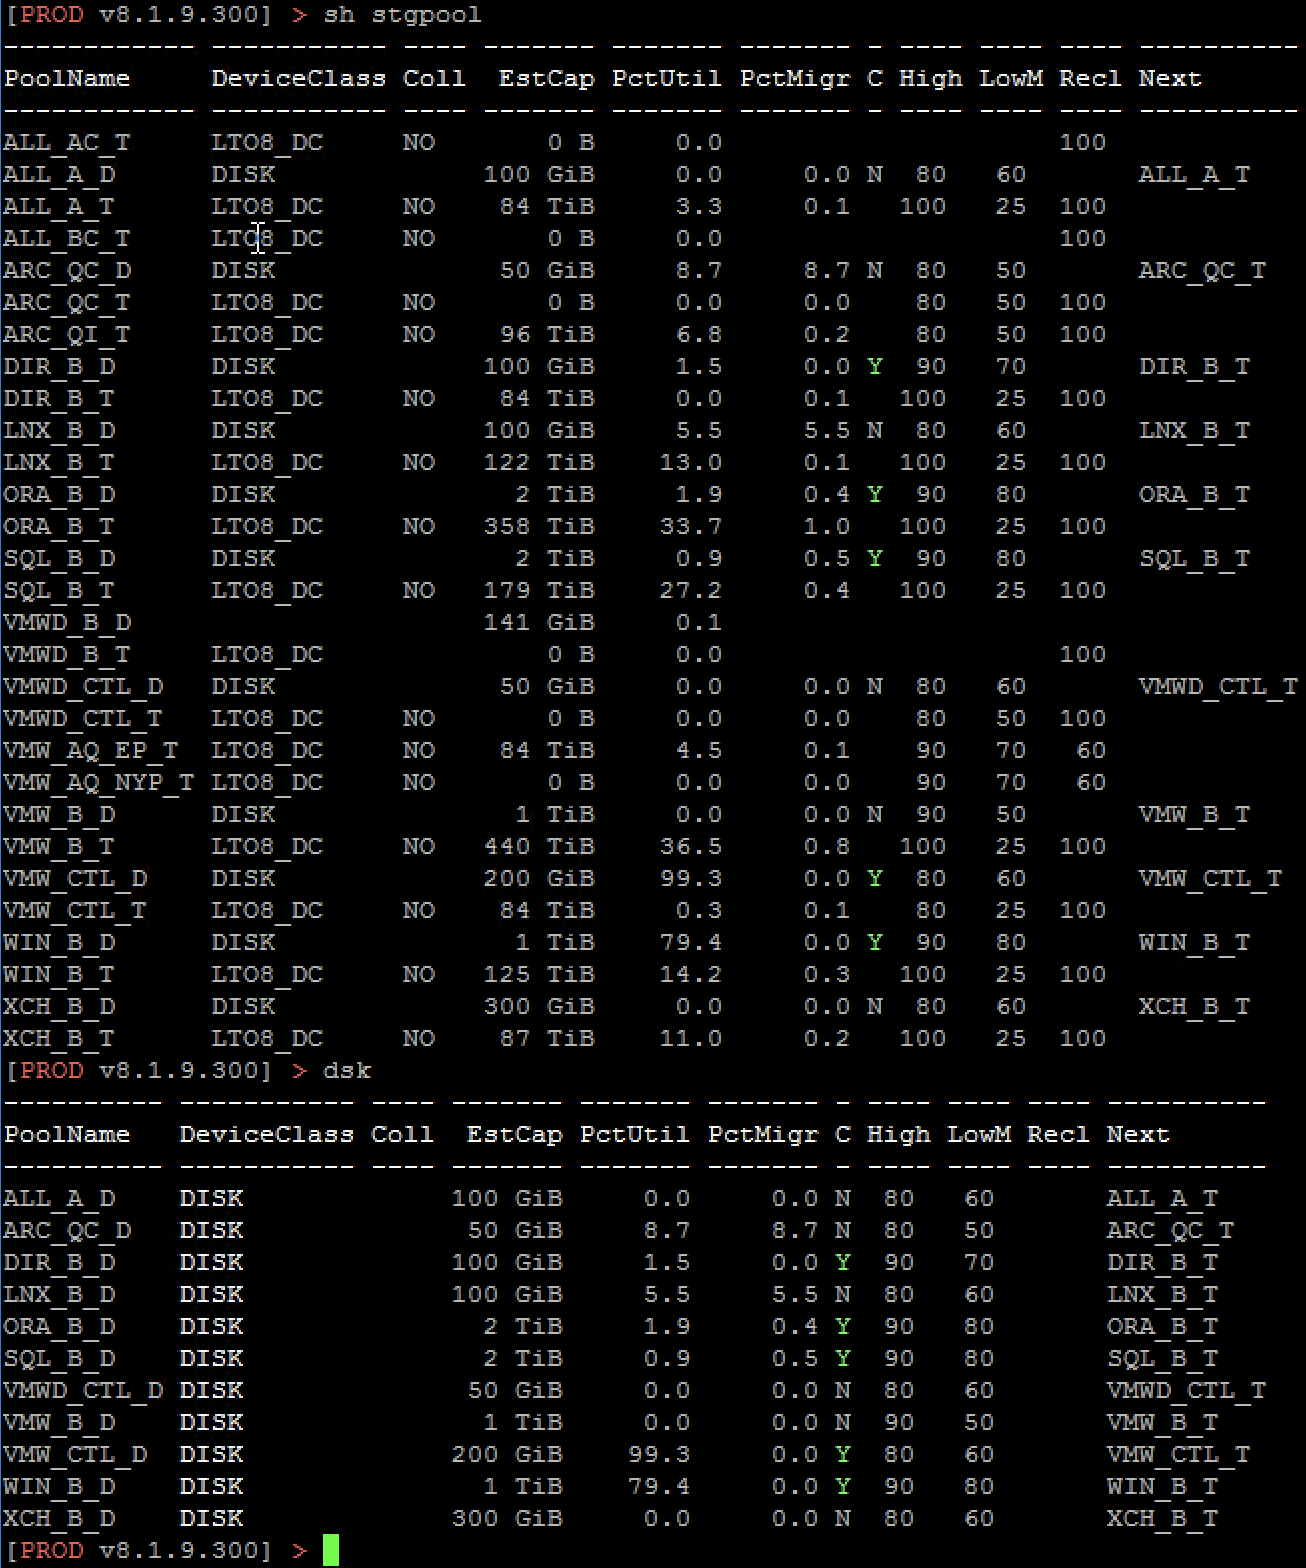 [PROD v8.1.9.300] > sh stgpool
------------ ----------- ---- ------- ------- ------- - ---- ---- ---- ----------
PoolName     DeviceClass Coll  EstCap PctUtil PctMigr C High LowM Recl Next
------------ ----------- ---- ------- ------- ------- - ---- ---- ---- ----------
ALL_AC_T     LTO8_DC     NO       0 B     0.0                      100
ALL_A_D      DISK             100 GiB     0.0     0.0 N  80   60       ALL_A_T
ALL_A_T      LTO8_DC     NO    84 TiB     3.3     0.1   100   25  100
ALL_BC_T     LTO8_DC     NO       0 B     0.0                      100
ARC_QC_D     DISK              50 GiB     8.7     8.7 N  80   50       ARC_QC_T
ARC_QC_T     LTO8_DC     NO       0 B     0.0     0.0    80   50  100
ARC_QI_T     LTO8_DC     NO    96 TiB     6.8     0.2    80   50  100
DIR_B_D      DISK             100 GiB     1.5     0.0 Y  90   70       DIR_B_T
DIR_B_T      LTO8_DC     NO    84 TiB     0.0     0.1   100   25  100
LNX_B_D      DISK             100 GiB     5.5     5.5 N  80   60       LNX_B_T
LNX_B_T      LTO8_DC     NO   122 TiB    13.0     0.1   100   25  100
ORA_B_D      DISK               2 TiB     1.9     0.4 Y  90   80       ORA_B_T
ORA_B_T      LTO8_DC     NO   358 TiB    33.7     1.0   100   25  100
SQL_B_D      DISK               2 TiB     0.9     0.5 Y  90   80       SQL_B_T
SQL_B_T      LTO8_DC     NO   179 TiB    27.2     0.4   100   25  100
VMWD_B_D                      141 GiB     0.1
VMWD_B_T     LTO8_DC              0 B     0.0                      100
VMWD_CTL_D   DISK              50 GiB     0.0     0.0 N  80   60       VMWD_CTL_T
VMWD_CTL_T   LTO8_DC     NO       0 B     0.0     0.0    80   50  100
VMW_AQ_EP_T  LTO8_DC     NO    84 TiB     4.5     0.1    90   70   60
VMW_AQ_NYP_T LTO8_DC     NO       0 B     0.0     0.0    90   70   60
VMW_B_D      DISK               1 TiB     0.0     0.0 N  90   50       VMW_B_T
VMW_B_T      LTO8_DC     NO   440 TiB    36.5     0.8   100   25  100
VMW_CTL_D    DISK             200 GiB    99.3     0.0 Y  80   60       VMW_CTL_T
VMW_CTL_T    LTO8_DC     NO    84 TiB     0.3     0.1    80   25  100
WIN_B_D      DISK               1 TiB    79.4     0.0 Y  90   80       WIN_B_T
WIN_B_T      LTO8_DC     NO   125 TiB    14.2     0.3   100   25  100
XCH_B_D      DISK             300 GiB     0.0     0.0 N  80   60       XCH_B_T
XCH_B_T      LTO8_DC     NO    87 TiB    11.0     0.2   100   25  100
[PROD v8.1.9.300] > dsk
---------- ----------- ---- ------- ------- ------- - ---- ---- ---- ----------
PoolName   DeviceClass Coll  EstCap PctUtil PctMigr C High LowM Recl Next
---------- ----------- ---- ------- ------- ------- - ---- ---- ---- ----------
ALL_A_D    DISK             100 GiB     0.0     0.0 N  80   60       ALL_A_T
ARC_QC_D   DISK              50 GiB     8.7     8.7 N  80   50       ARC_QC_T
DIR_B_D    DISK             100 GiB     1.5     0.0 Y  90   70       DIR_B_T
LNX_B_D    DISK             100 GiB     5.5     5.5 N  80   60       LNX_B_T
ORA_B_D    DISK               2 TiB     1.9     0.4 Y  90   80       ORA_B_T
SQL_B_D    DISK               2 TiB     0.9     0.5 Y  90   80       SQL_B_T
VMWD_CTL_D DISK              50 GiB     0.0     0.0 N  80   60       VMWD_CTL_T
VMW_B_D    DISK               1 TiB     0.0     0.0 N  90   50       VMW_B_T
VMW_CTL_D  DISK             200 GiB    99.3     0.0 Y  80   60       VMW_CTL_T
WIN_B_D    DISK               1 TiB    79.4     0.0 Y  90   80       WIN_B_T
XCH_B_D    DISK             300 GiB     0.0     0.0 N  80   60       XCH_B_T
[PROD v8.1.9.300] >